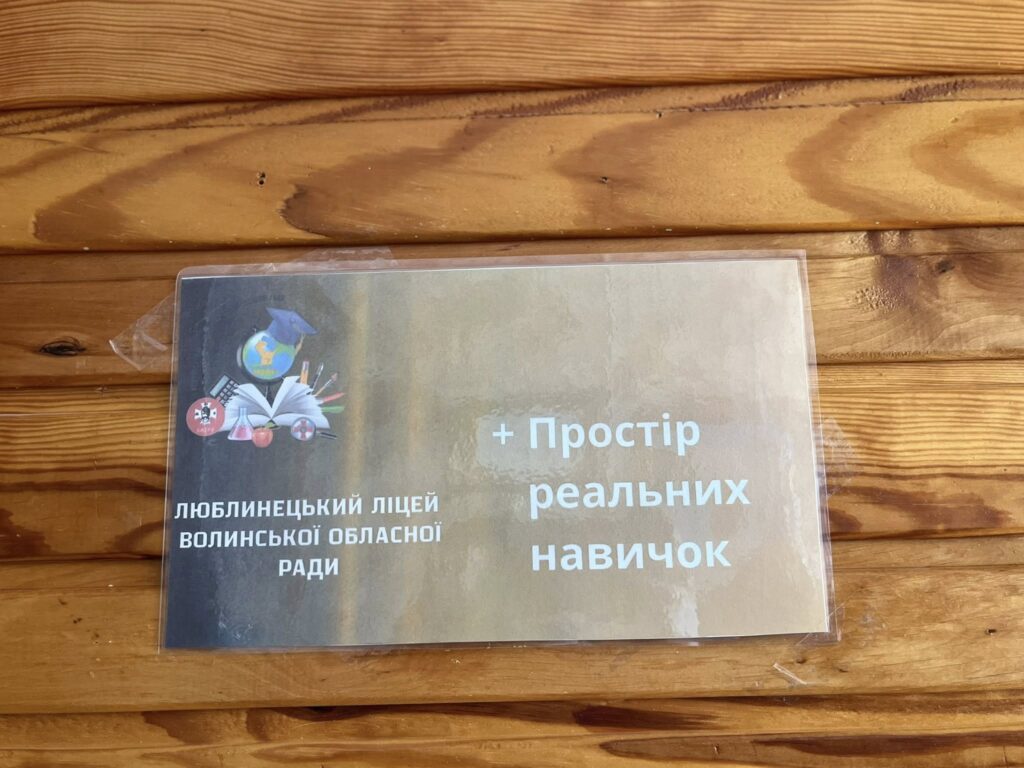 ЛЮБЛИНЕЦЬКИЙ ЛІЦЕЙ
ВОЛИНСЬКОЇ ОБЛАСНОЇ
РАДИ
+ Простір
реальних
навичок